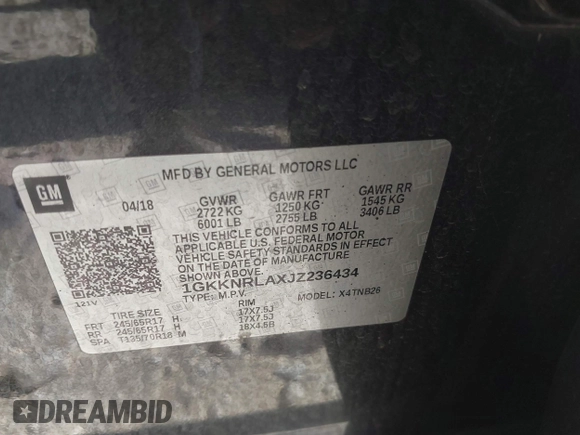 GM
MFD BY GENERAL MOTORS LLC
04/18 GVWR GAWR FRT GAWR RR
2722 KG 1250 KG 1545 KG
6001 LB 2755 LB 3406 LB
THIS VEHICLE CONFORMS TO ALL
APPLICABLE U.S. FEDERAL MOTOR
VEHICLE SAFETY STANDARDS IN EFFECT
ON THE DATE OF MANUFACTURE
SHOWN ABOVE.
1GKKNRLAXJZ236434
121V TYPE: M.P.V. MODEL: X4TNB26
TIRE SIZE RIM
FRT 245/65R17 H 17X7.5J
RR 245/65R17 H 17X7.5J
SPA T135/70R18 M 18X4.5B
DREAMBID